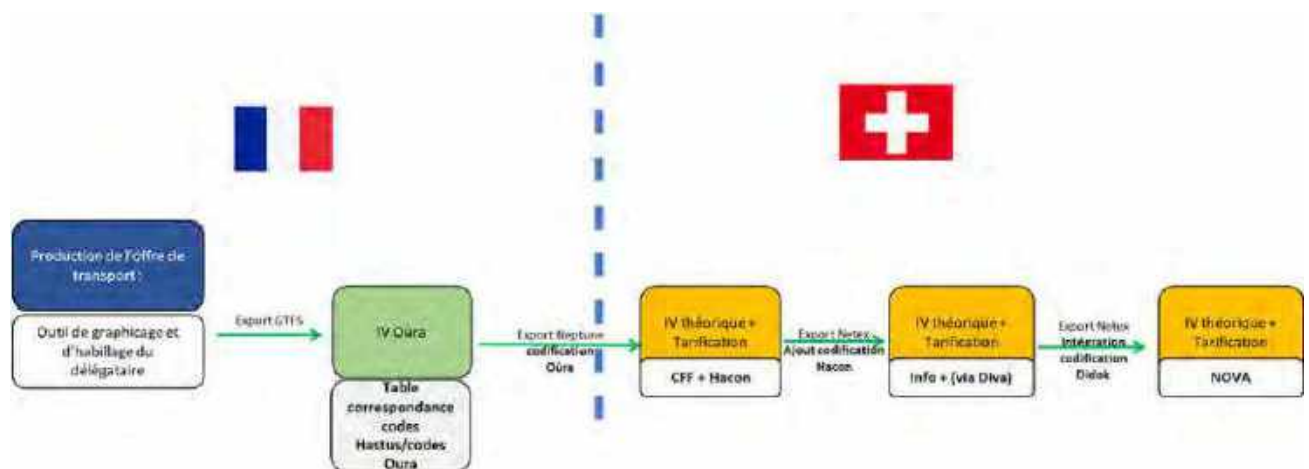 Production de l'offre de
transport :
Outil de graphicage et
d'habillage du
délégataire
Export GTFS
IV Oùra
Table
correspondance
codes
Hastus/codes
Oura
Export Neptune
codification
Oùra
IV théorique +
Tarification
CFF + Hacon
Export Netex
Ajout codification
Hacon
IV théorique +
Tarification
Info + (via Diva)
Export Netex
Intégration
codification
Didok
IV théorique +
Tarification
NOVA